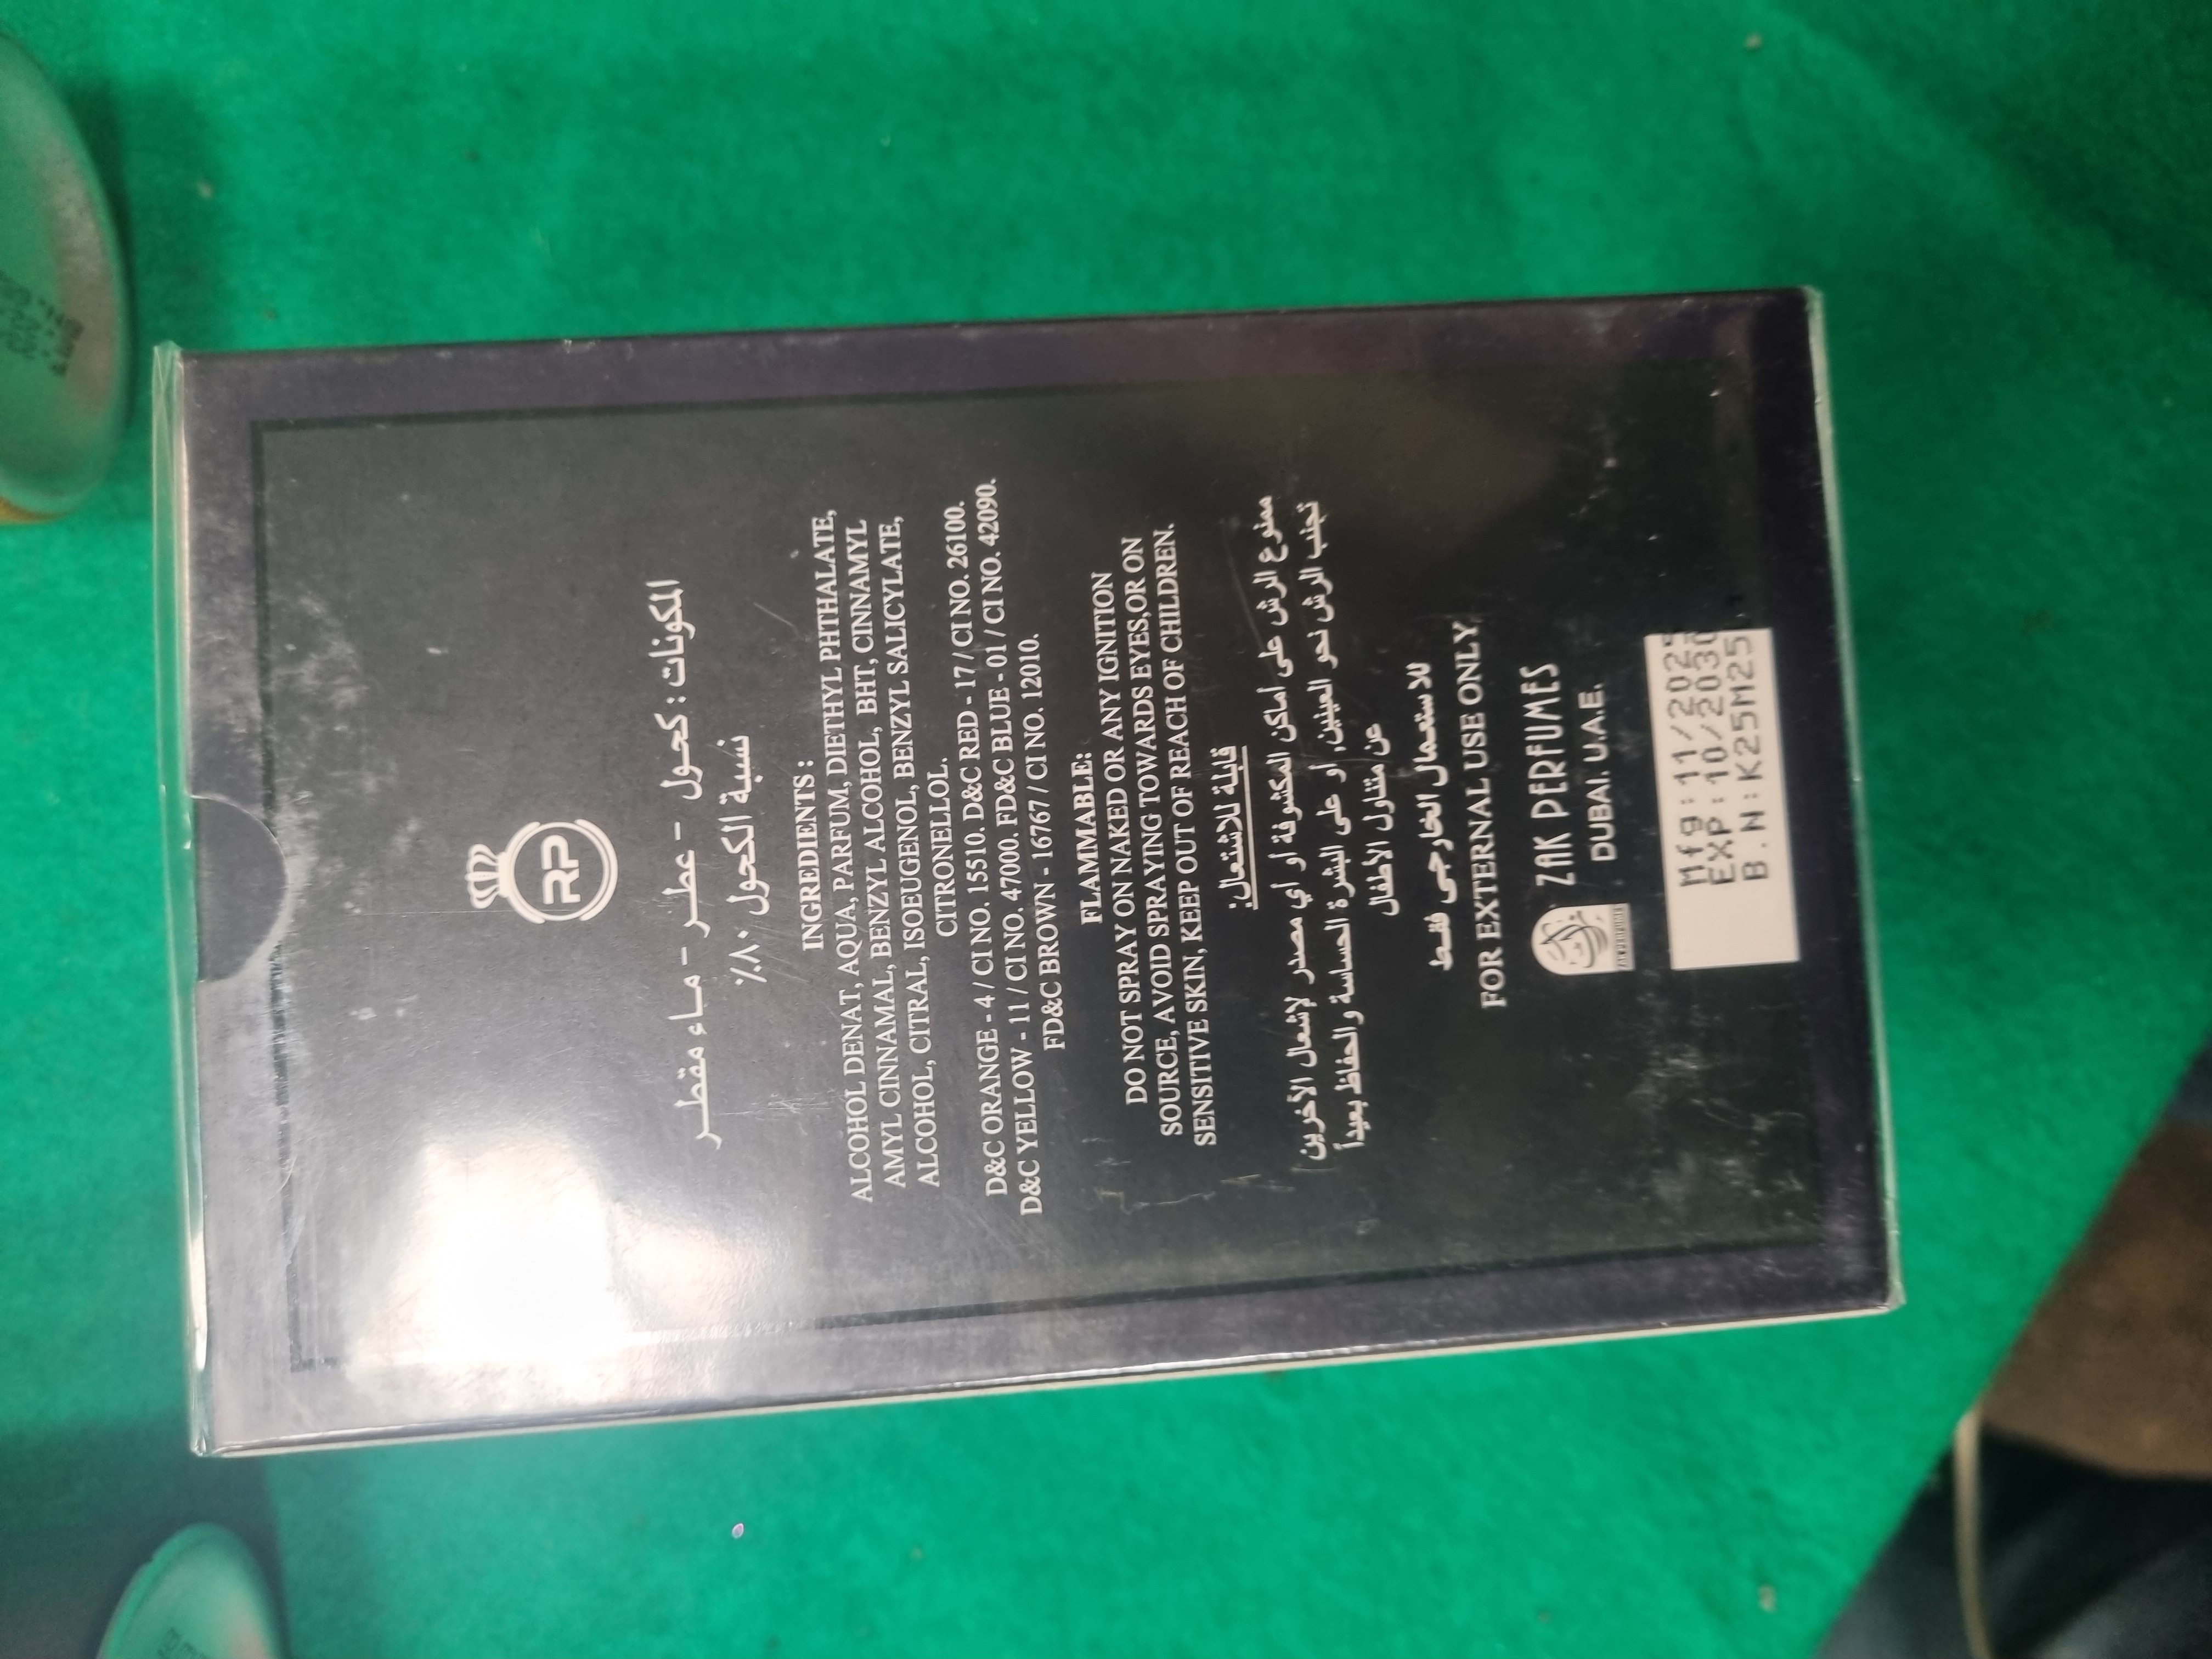 RP
المكونات : كحول - عطر - ماء مقطر
نسبة الكحول ٨٠٪
INGREDIENTS :
ALCOHOL DENAT, AQUA, PARFUM, DIETHYL PHTHALATE,
AMYL CINNAMAL, BENZYL ALCOHOL, BHT, CINNAMYL
ALCOHOL, CITRAL, ISOEUGENOL, BENZYL SALICYLATE,
CITRONELLOL.
D&C ORANGE - 4 / CI NO. 15510. D&C RED - 17 / CI NO. 26100.
D&C YELLOW - 11 / CI NO. 47000. FD&C BLUE - 01 / CI NO. 42090.
FD&C BROWN - 16767 / CI NO. 12010.
FLAMMABLE:
DO NOT SPRAY ON NAKED OR ANY IGNITION
SOURCE, AVOID SPRAYING TOWARDS EYES,OR ON
SENSITIVE SKIN, KEEP OUT OF REACH OF CHILDREN.
قابلة للاشتعال:
ممنوع الرش على أماكن المكشوفة أو أي مصدر لإشعال الأخرين
تجنب الرش نحو العينين, أو على البشرة الحساسة والحفاظ بعيداً
عن متناول الأطفال
للاستعمال الخارجى فقط
FOR EXTERNAL USE ONLY
ZAK PERFUMES
DUBAI. U.A.E.
Mfg:11/2025
EXP:10/2030
B.N:K25M25